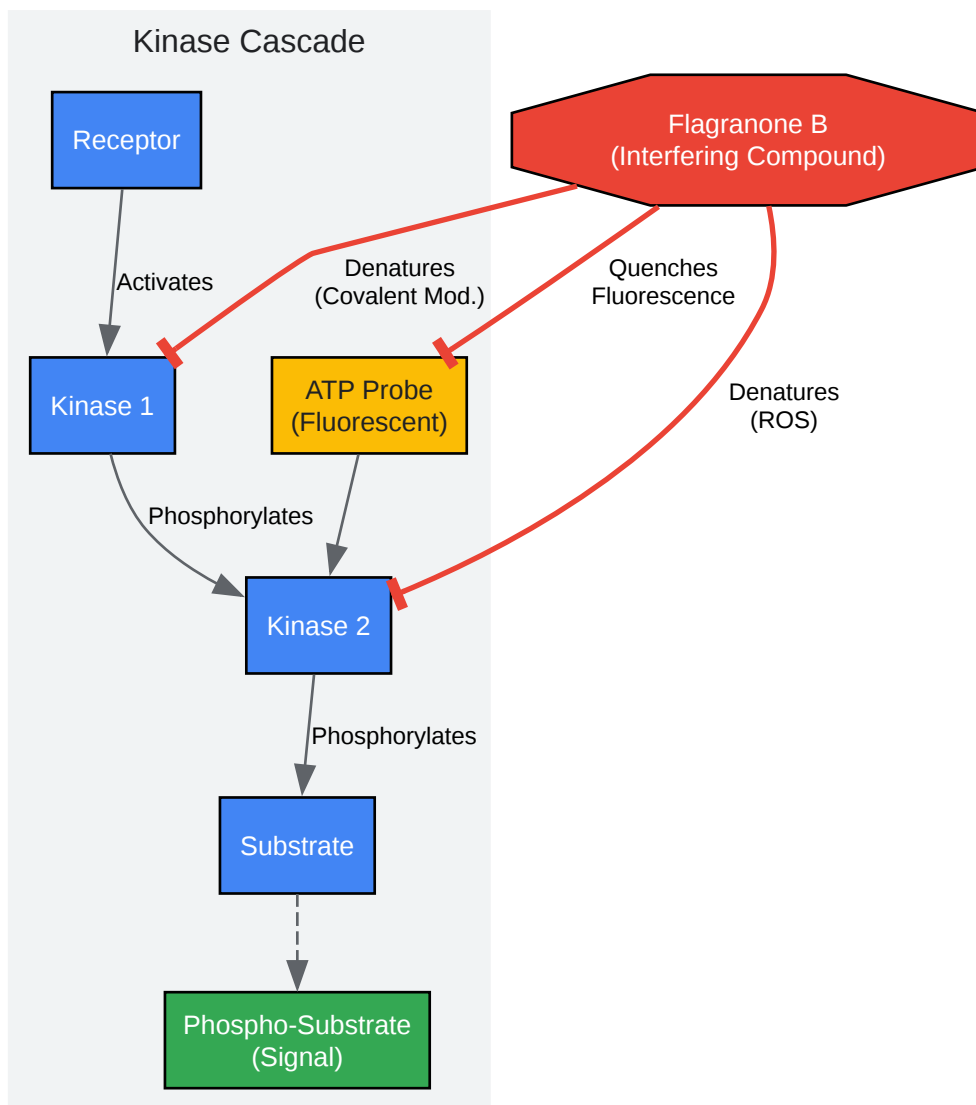 Kinase Cascade
Receptor
Flagranone B
(Interfering Compound)
Activates
Denatures
(Covalent Mod.)
Quenches
Fluorescence
Kinase 1
ATP Probe
(Fluorescent)
Denatures
(ROS)
Phosphorylates
Kinase 2
Phosphorylates
Substrate
Phospho-Substrate
(Signal)